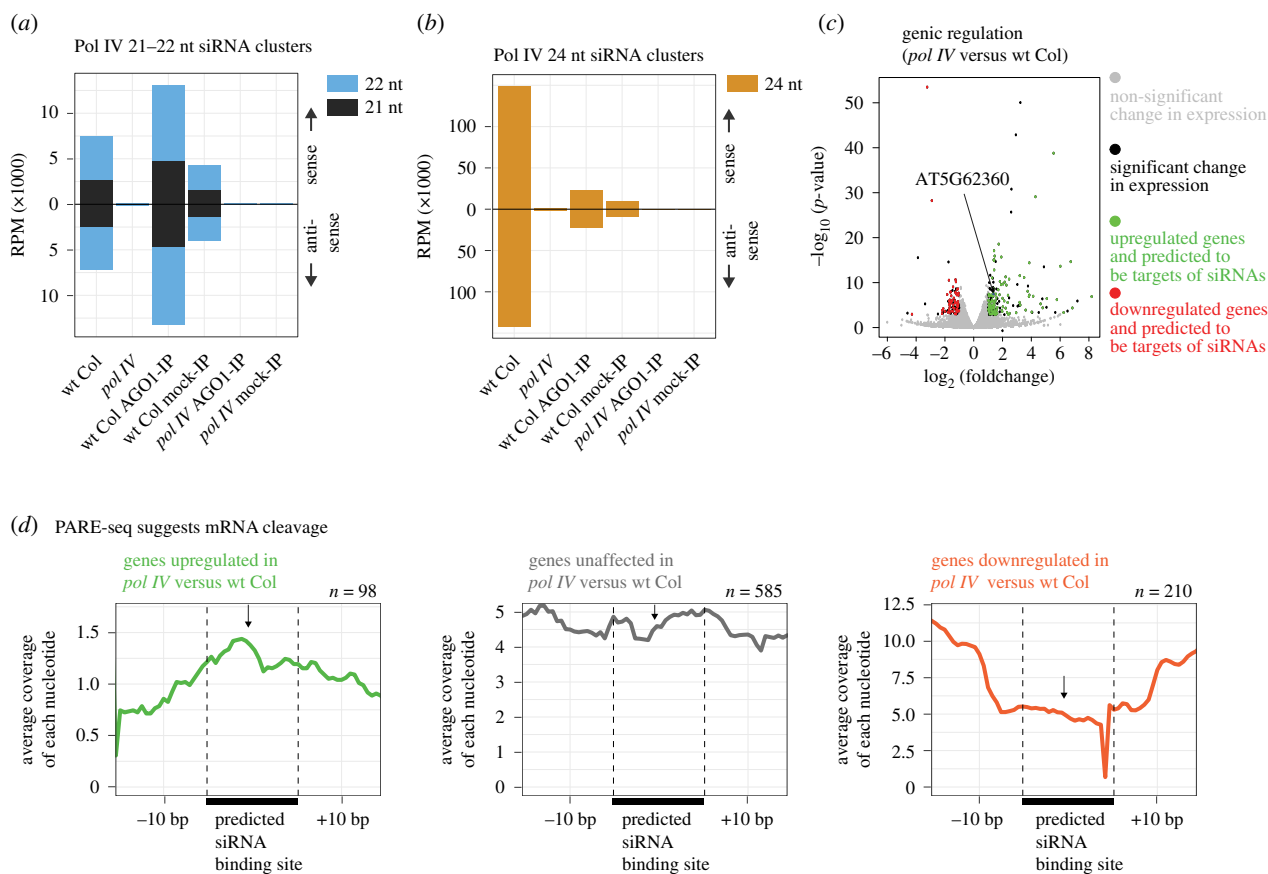 (a)
Pol IV 21–22 nt siRNA clusters
22 nt
21 nt
10
5
0
5
10
RPM (×1000)
sense
anti-
sense
wt Col
pol IV
wt Col AGO1-IP
wt Col mock-IP
pol IV AGO1-IP
pol IV mock-IP
(b)
Pol IV 24 nt siRNA clusters
24 nt
100
50
0
50
100
RPM (×1000)
sense
anti-
sense
wt Col
pol IV
wt Col AGO1-IP
wt Col mock-IP
pol IV AGO1-IP
pol IV mock-IP
(c)
genic regulation
(pol IV versus wt Col)
50
40
30
20
10
0
−log10 (p-value)
AT5G62360
−6 −4 −2 0 2 4 6 8
log2 (foldchange)
non-significant
change in expression
significant change
in expression
upregulated genes
and predicted to
be targets of siRNAs
downregulated genes
and predicted to
be targets of siRNAs
(d) PARE-seq suggests mRNA cleavage
genes upregulated in
pol IV versus wt Col
n = 98
1.5
1.0
0.5
0
average coverage
of each nucleotide
−10 bp predicted +10 bp
siRNA
binding site
genes unaffected in
pol IV versus wt Col
n = 585
5
4
3
2
1
0
average coverage
of each nucleotide
−10 bp predicted +10 bp
siRNA
binding site
genes downregulated in
pol IV versus wt Col
n = 210
12.5
10.0
7.5
5.0
2.5
0
average coverage
of each nucleotide
−10 bp predicted +10 bp
siRNA
binding site